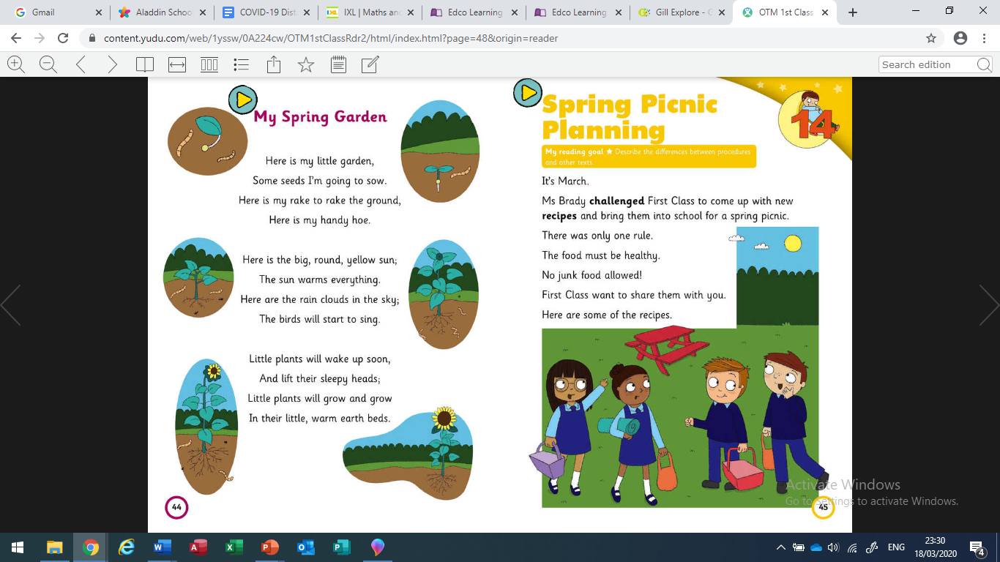 Gmail
Aladdin Schoo
COVID-19 Dist
IXL | Maths and
Edco Learning
Edco Learning
Gill Explore - G
OTM 1st Class
content.yudu.com/web/1yssw/0A224cw/OTM1stClassRdr2/html/index.html?page=48&origin=reader
Search edition
My Spring Garden
Here is my little garden,
Some seeds I'm going to sow.
Here is my rake to rake the ground,
Here is my handy hoe.
Here is the big, round, yellow sun;
The sun warms everything.
Here are the rain clouds in the sky;
The birds will start to sing.
Little plants will wake up soon,
And lift their sleepy heads;
Little plants will grow and grow
In their little, warm earth beds.
44
Spring Picnic
Planning
14
My reading goal ★ Describe the differences between procedures
and other texts.
It's March.
Ms Brady challenged First Class to come up with new
recipes and bring them into school for a spring picnic.
There was only one rule.
The food must be healthy.
No junk food allowed!
First Class want to share them with you.
Here are some of the recipes.
45
Activate Windows
Go to Settings to activate Windows.
ENG
23:30
18/03/2020
4